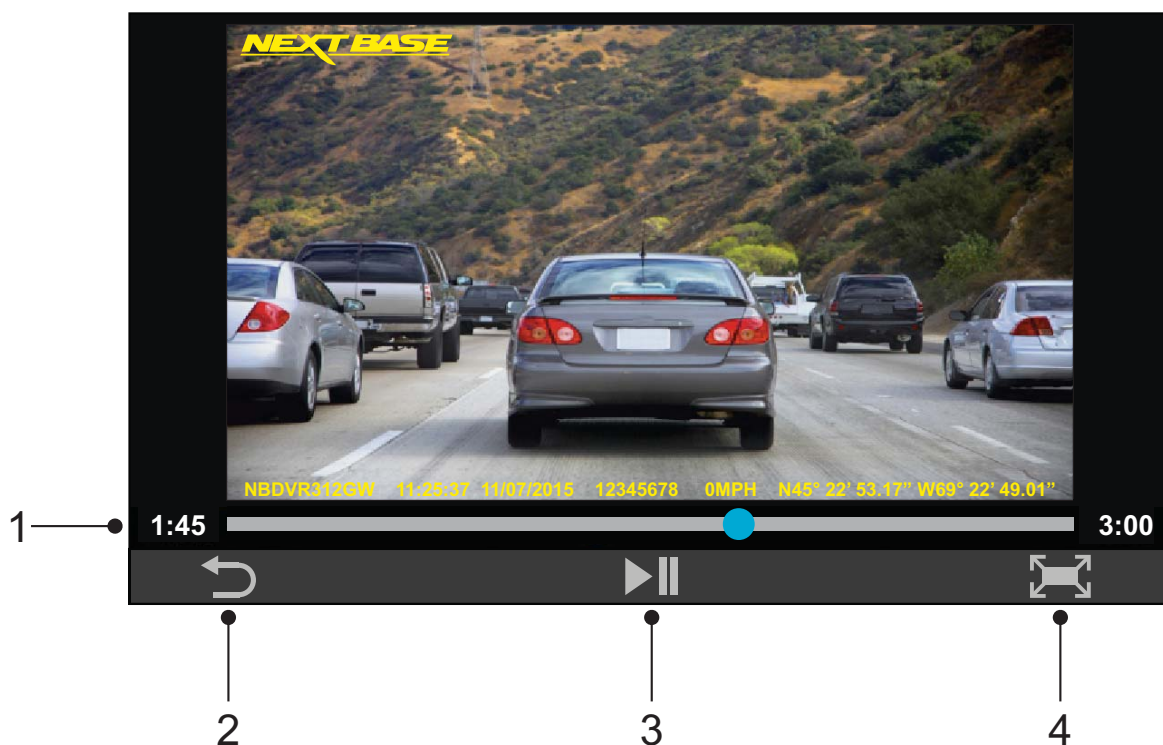 NEXTBASE
NBDVR312GW 11:25:37 11/07/2015 12345678 0MPH N45° 22’ 53.17” W69° 22’ 49.01”
1 1:45 3:00
2 3 4